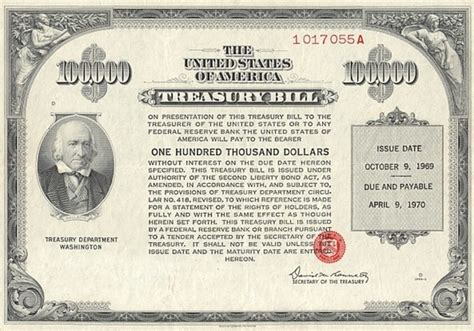 1017055A
THE
UNITED STATES
OF AMERICA
100,000
100,000
TREASURY BILL
D
ON PRESENTATION OF THIS TREASURY BILL TO THE
TREASURER OF THE UNITED STATES OR TO ANY
FEDERAL RESERVE BANK THE UNITED STATES
OF AMERICA WILL PAY TO THE BEARER
ONE HUNDRED THOUSAND DOLLARS
WITHOUT INTEREST ON THE DUE DATE HEREON
SPECIFIED. THIS TREASURY BILL IS ISSUED UNDER
AUTHORITY OF THE SECOND LIBERTY BOND ACT, AS
AMENDED, IN ACCORDANCE WITH, AND SUBJECT TO,
THE PROVISIONS OF TREASURY DEPARTMENT CIRCU-
LAR NO. 418, REVISED, TO WHICH REFERENCE IS MADE
FOR A STATEMENT OF THE RIGHTS OF HOLDERS, AS
FULLY AND WITH THE SAME EFFECT AS THOUGH
HEREIN SET FORTH. THIS TREASURY BILL IS ISSUED
BY A FEDERAL RESERVE BANK OR BRANCH PURSUANT
TO A TENDER ACCEPTED BY THE SECRETARY OF THE
TREASURY. IT SHALL NOT BE VALID UNLESS THE
ISSUE DATE AND THE MATURITY DATE ARE ENTERED
HEREON.
TREASURY DEPARTMENT
WASHINGTON
ISSUE DATE
OCTOBER 9, 1969
DUE AND PAYABLE
APRIL 9, 1970
SECRETARY OF THE TREASURY
D